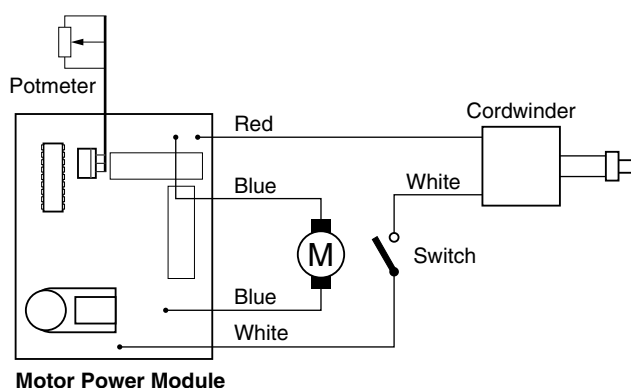 Potmeter
Cordwinder
Red
Blue
White
M
Switch
Blue
White
Motor Power Module